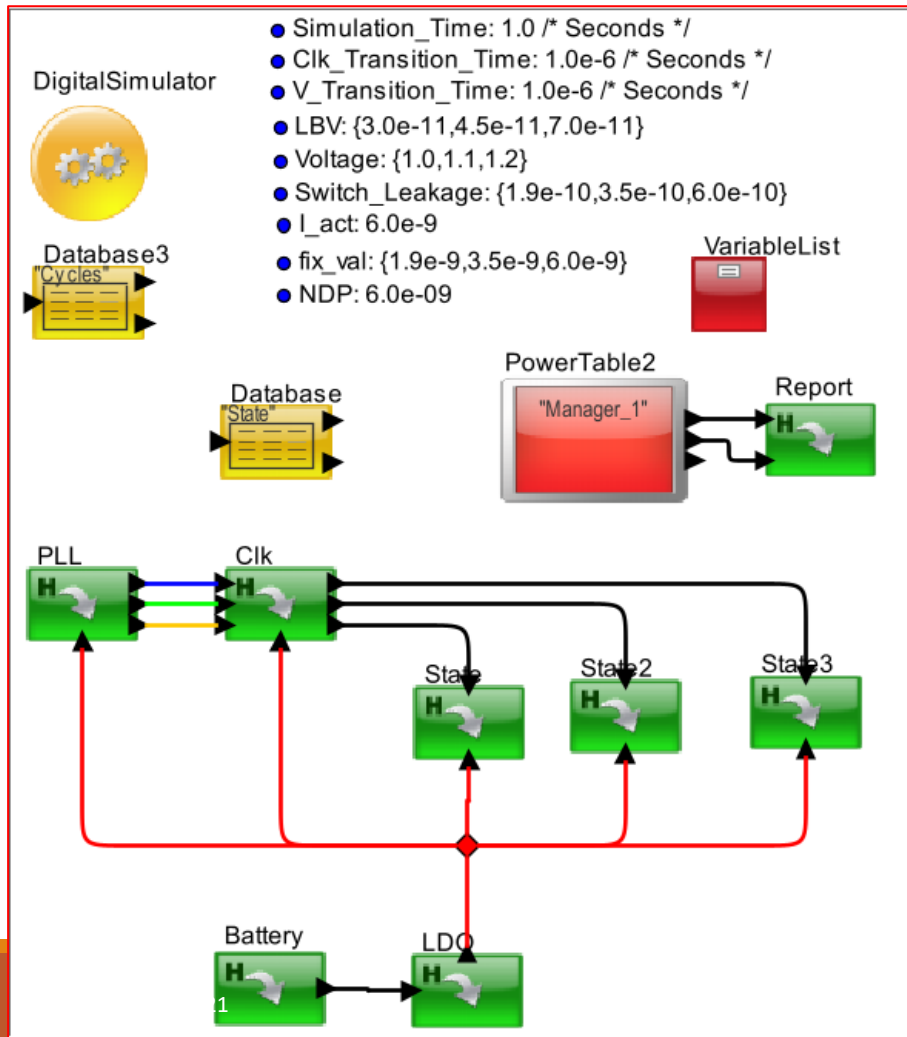 Simulation_Time: 1.0 /* Seconds */
Clk_Transition_Time: 1.0e-6 /* Seconds */
V_Transition_Time: 1.0e-6 /* Seconds */
LBV: {3.0e-11,4.5e-11,7.0e-11}
Voltage: {1.0,1.1,1.2}
Switch_Leakage: {1.9e-10,3.5e-10,6.0e-10}
I_act: 6.0e-9
fix_val: {1.9e-9,3.5e-9,6.0e-9}
NDP: 6.0e-09
DigitalSimulator
Database3
"Cycles"
VariableList
Database
"State"
PowerTable2
"Manager_1"
Report
H
PLL
H
Clk
H
State
H
State2
H
State3
H
Battery
H
21
LDO
H